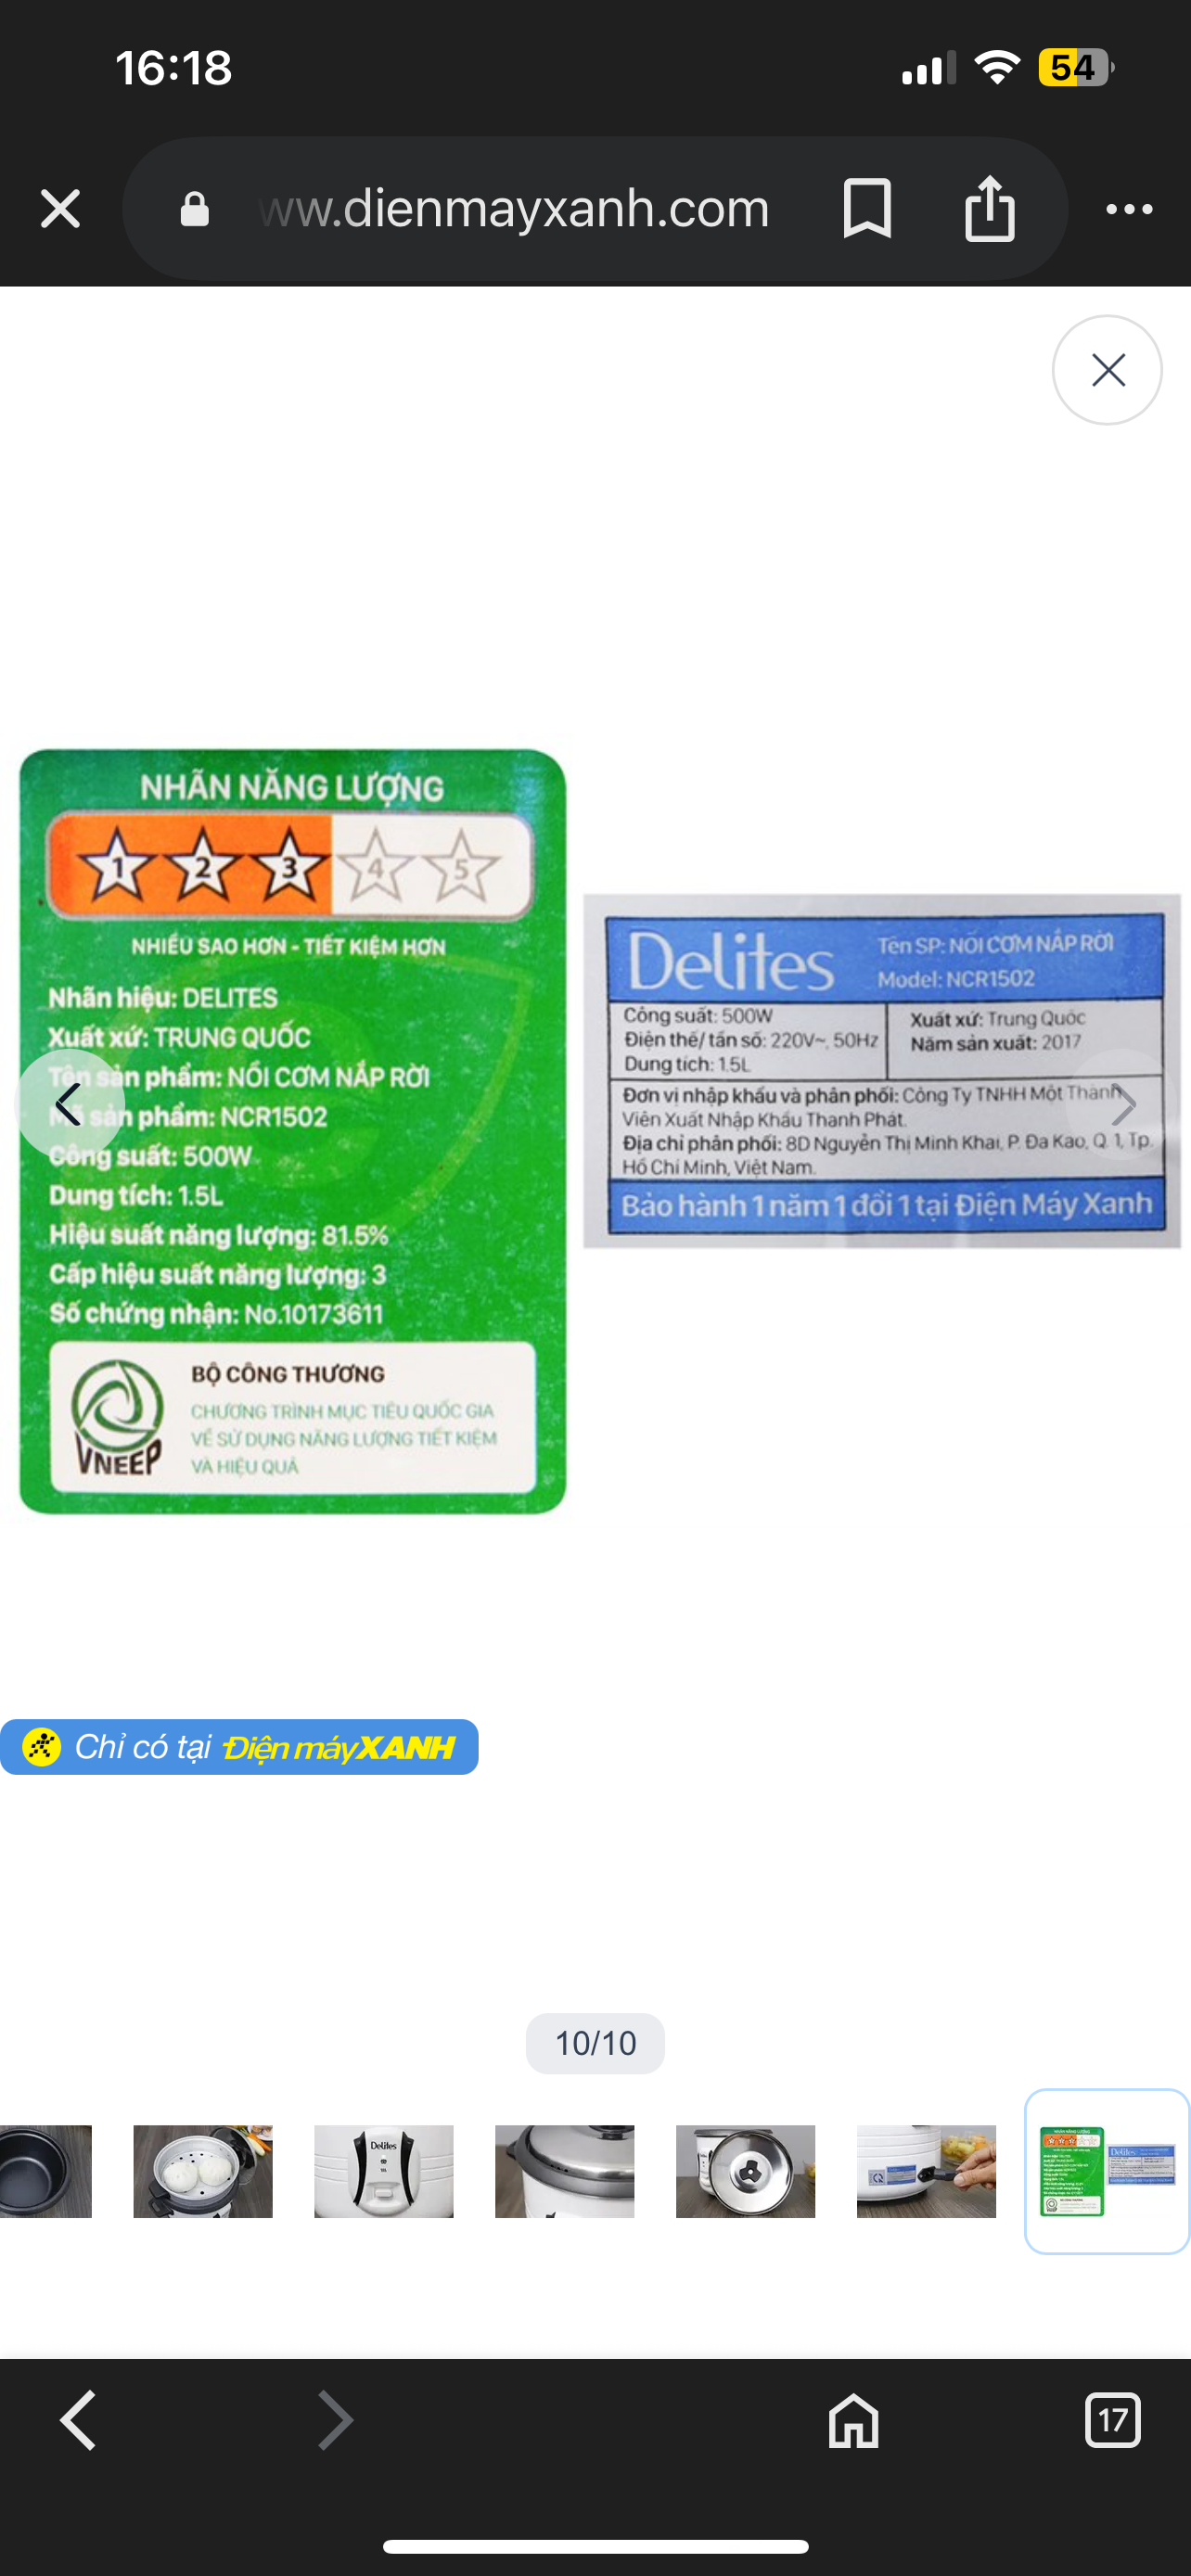 16:18
54
ww.dienmayxanh.com
NHÃN NĂNG LƯỢNG
1 2 3 4 5
NHIỀU SAO HƠN - TIẾT KIỆM HƠN
Nhãn hiệu: DELITES
Xuất xứ: TRUNG QUỐC
Tên sản phẩm: NỒI CƠM NẮP RỜI
Mã sản phẩm: NCR1502
Công suất: 500W
Dung tích: 1.5L
Hiệu suất năng lượng: 81.5%
Cấp hiệu suất năng lượng: 3
Số chứng nhận: No.10173611
VNEEP
BỘ CÔNG THƯƠNG
CHƯƠNG TRÌNH MỤC TIÊU QUỐC GIA
VỀ SỬ DỤNG NĂNG LƯỢNG TIẾT KIỆM
VÀ HIỆU QUẢ
Delites
Tên SP: NỒI CƠM NẮP RỜI
Model: NCR1502
Công suất: 500W
Điện thế/ tần số: 220V~, 50Hz
Dung tích: 1.5L
Xuất xứ: Trung Quốc
Năm sản xuất: 2017
Đơn vị nhập khẩu và phân phối: Công Ty TNHH Một Thành
Viên Xuất Nhập Khẩu Thanh Phát.
Địa chỉ phân phối: 8D Nguyễn Thị Minh Khai, P. Đa Kao, Q. 1, Tp.
Hồ Chí Minh, Việt Nam.
Bảo hành 1 năm 1 đổi 1 tại Điện Máy Xanh
Chỉ có tại Điện máyXANH
10/10
Delites
17